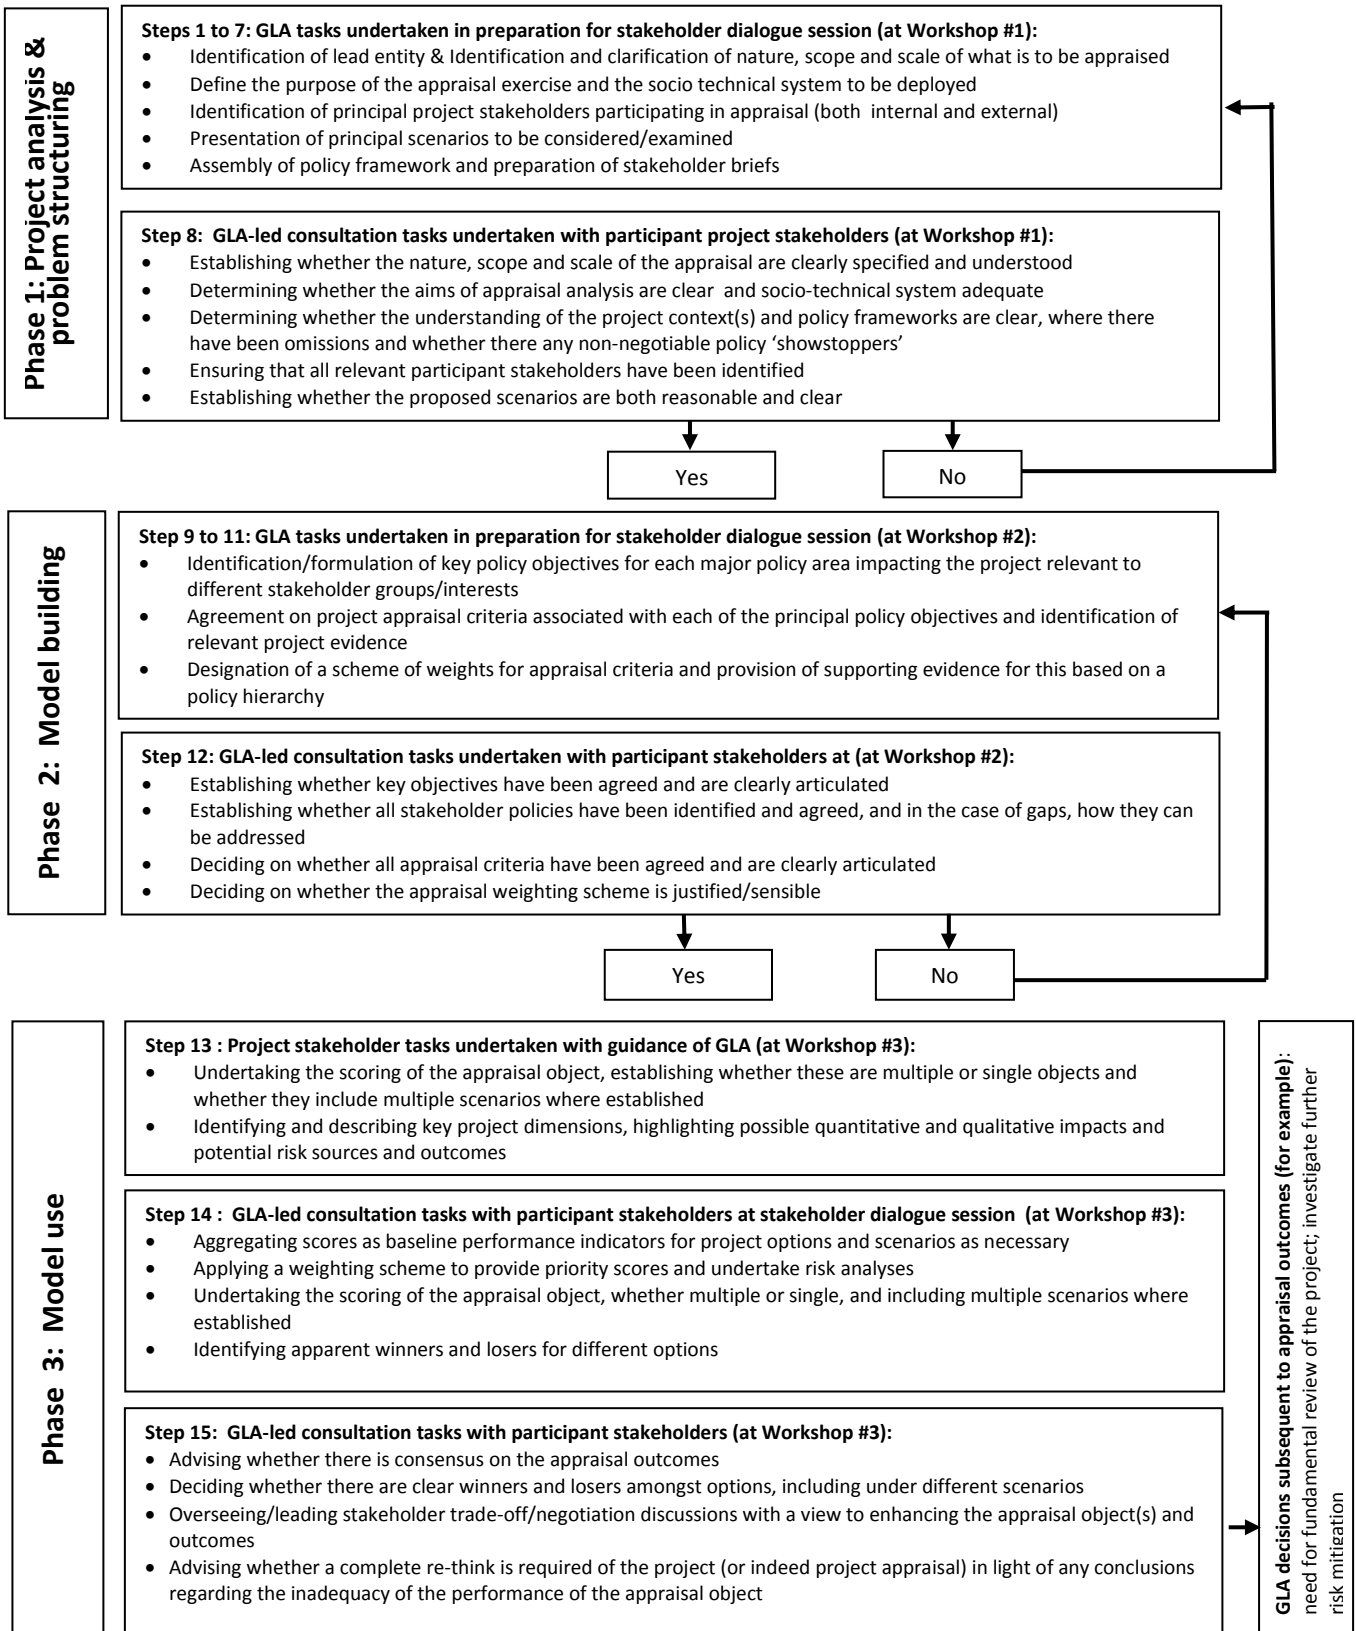 Phase 1: Project analysis &
problem structuring
Steps 1 to 7: GLA tasks undertaken in preparation for stakeholder dialogue session (at Workshop #1):
• Identification of lead entity & Identification and clarification of nature, scope and scale of what is to be appraised
• Define the purpose of the appraisal exercise and the socio technical system to be deployed
• Identification of principal project stakeholders participating in appraisal (both internal and external)
• Presentation of principal scenarios to be considered/examined
• Assembly of policy framework and preparation of stakeholder briefs
Step 8: GLA-led consultation tasks undertaken with participant project stakeholders (at Workshop #1):
• Establishing whether the nature, scope and scale of the appraisal are clearly specified and understood
• Determining whether the aims of appraisal analysis are clear and socio-technical system adequate
• Determining whether the understanding of the project context(s) and policy frameworks are clear, where there
have been omissions and whether there any non-negotiable policy ‘showstoppers’
• Ensuring that all relevant participant stakeholders have been identified
• Establishing whether the proposed scenarios are both reasonable and clear
Yes
No
Phase 2: Model building
Step 9 to 11: GLA tasks undertaken in preparation for stakeholder dialogue session (at Workshop #2):
• Identification/formulation of key policy objectives for each major policy area impacting the project relevant to
different stakeholder groups/interests
• Agreement on project appraisal criteria associated with each of the principal policy objectives and identification of
relevant project evidence
• Designation of a scheme of weights for appraisal criteria and provision of supporting evidence for this based on a
policy hierarchy
Step 12: GLA-led consultation tasks undertaken with participant stakeholders at (at Workshop #2):
• Establishing whether key objectives have been agreed and are clearly articulated
• Establishing whether all stakeholder policies have been identified and agreed, and in the case of gaps, how they can
be addressed
• Deciding on whether all appraisal criteria have been agreed and are clearly articulated
• Deciding on whether the appraisal weighting scheme is justified/sensible
Yes
No
Phase 3: Model use
Step 13 : Project stakeholder tasks undertaken with guidance of GLA (at Workshop #3):
• Undertaking the scoring of the appraisal object, establishing whether these are multiple or single objects and
whether they include multiple scenarios where established
• Identifying and describing key project dimensions, highlighting possible quantitative and qualitative impacts and
potential risk sources and outcomes
Step 14 : GLA-led consultation tasks with participant stakeholders at stakeholder dialogue session (at Workshop #3):
• Aggregating scores as baseline performance indicators for project options and scenarios as necessary
• Applying a weighting scheme to provide priority scores and undertake risk analyses
• Undertaking the scoring of the appraisal object, whether multiple or single, and including multiple scenarios where
established
• Identifying apparent winners and losers for different options
Step 15: GLA-led consultation tasks with participant stakeholders (at Workshop #3):
• Advising whether there is consensus on the appraisal outcomes
• Deciding whether there are clear winners and losers amongst options, including under different scenarios
• Overseeing/leading stakeholder trade-off/negotiation discussions with a view to enhancing the appraisal object(s) and
outcomes
• Advising whether a complete re-think is required of the project (or indeed project appraisal) in light of any conclusions
regarding the inadequacy of the performance of the appraisal object
GLA decisions subsequent to appraisal outcomes (for example):
need for fundamental review of the project; investigate further
risk mitigation